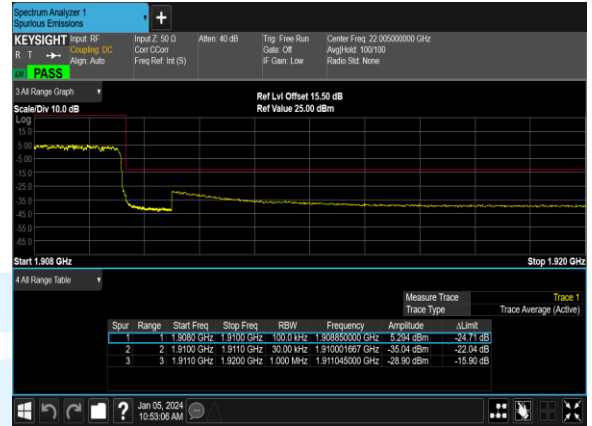 Spectrum Analyzer 1
Spurious Emissions
KEYSIGHT Input: RF Input Z: 50 Ω Atten: 40 dB Trig: Free Run Center Freq: 22.005000000 GHz
Coupling: DC Corr CCorr Gate: Off Avg|Hold: 100/100
R T Align: Auto Freq Ref: Int (S) IF Gain: Low Radio Std: None
PASS
3 All Range Graph
Ref Lvl Offset 15.50 dB
Scale/Div 10.0 dB Ref Value 25.00 dBm
Log
15.0
5.00
-5.00
-15.0
-25.0
-35.0
-45.0
-55.0
-65.0
Start 1.908 GHz Stop 1.920 GHz
4 All Range Table
Measure Trace Trace 1
Trace Type Trace Average (Active)
Spur Range Start Freq Stop Freq RBW Frequency Amplitude ΔLimit
1 1 1.9080 GHz 1.9100 GHz 100.0 kHz 1.908850000 GHz 5.294 dBm -24.71 dB
2 2 1.9100 GHz 1.9110 GHz 30.00 kHz 1.910001667 GHz -35.04 dBm -22.04 dB
3 3 1.9110 GHz 1.9200 GHz 1.000 MHz 1.911045000 GHz -28.90 dBm -15.90 dB
? Jan 05, 2024
10:53:06 AM